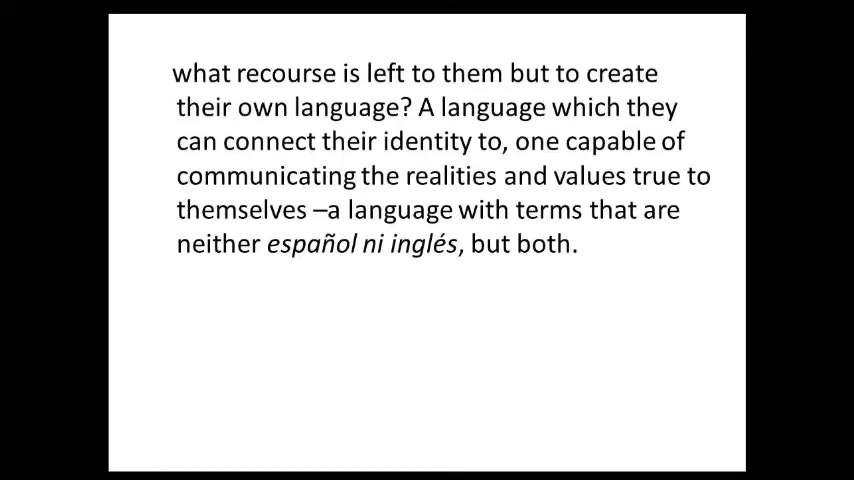 what recourse is left to them but to create
their own language? A language which they
can connect their identity to, one capable of
communicating the realities and values true to
themselves –a language with terms that are
neither español ni inglés, but both.